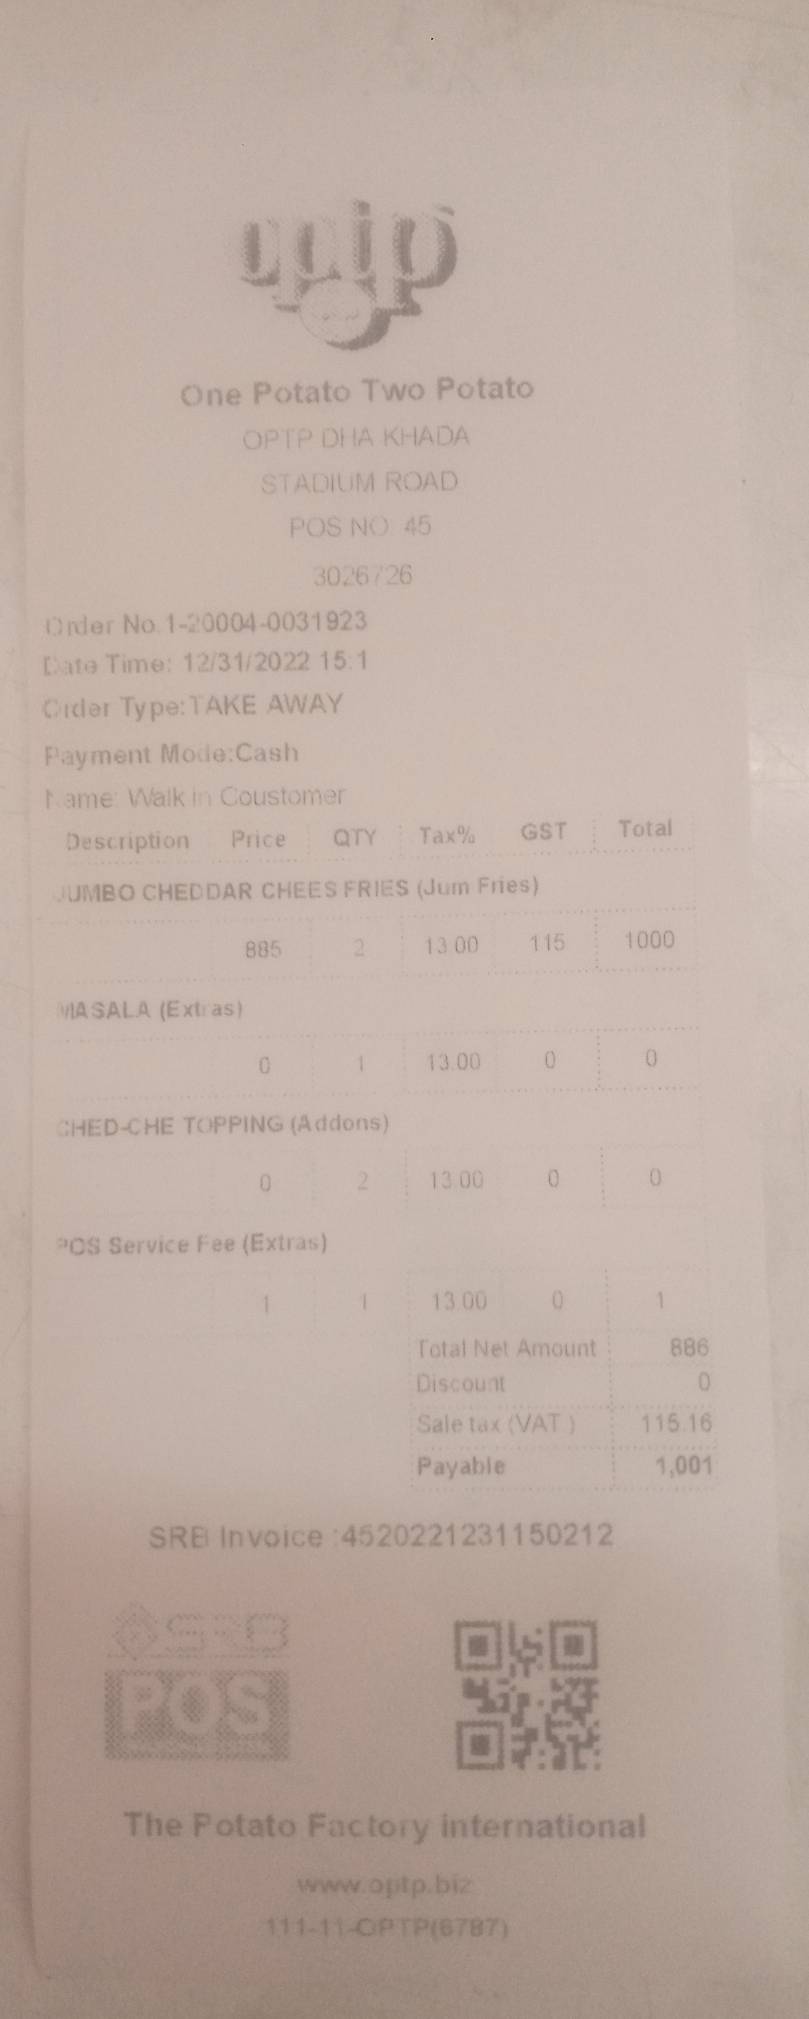 optp
One Potato Two Potato
OPTP DHA KHADA
STADIUM ROAD
POS NO 45
3026726
Order No.1-20004-0031923
Date Time: 12/31/2022 15:1
Order Type:TAKE AWAY
Payment Mode:Cash
Name: Walk in Coustomer
Description Price QTY Tax% GST Total
JUMBO CHEDDAR CHEES FRIES (Jum Fries)
885 2 13.00 115 1000
MASALA (Extras)
0 1 13.00 0 0
CHED-CHE TOPPING (Addons)
0 2 13.00 0 0
POS Service Fee (Extras)
1 1 13.00 0 1
Total Net Amount 886
Discount 0
Sale tax (VAT ) 115.16
Payable 1,001
SRB Invoice :4520221231150212
SRB
POS
The Potato Factory international
www.optp.biz
111-11-OPTP(6787)